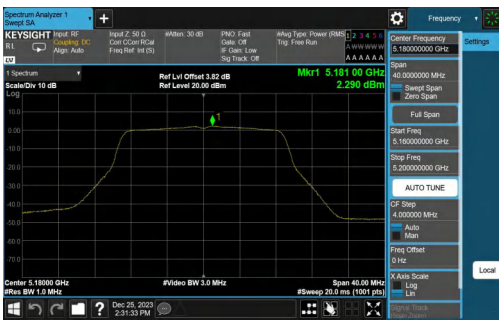 Spectrum Analyzer 1
Swept SA
Frequency
KEYSIGHT
Input: RF
Coupling: DC
Align: Auto
Input Z: 50 Ω
Corr CCorr RCal
Freq Ref: Int (S)
#Atten: 30 dB
PNO: Fast
Gate: Off
IF Gain: Low
Sig Track: Off
#Avg Type: Power (RMS
Trig: Free Run
1 2 3 4 5 6
A W W W W W
A A A A A A
RL
LV
1 Spectrum
Scale/Div 10 dB
Log
Ref Lvl Offset 3.82 dB
Ref Level 20.00 dBm
Mkr1 5.181 00 GHz
2.290 dBm
1
10.0
0.00
-10.0
-20.0
-30.0
-40.0
-50.0
-60.0
-70.0
Center 5.18000 GHz
#Res BW 1.0 MHz
#Video BW 3.0 MHz
Span 40.00 MHz
#Sweep 20.0 ms (1001 pts)
Dec 25, 2023
2:31:33 PM
Center Frequency
5.180000000 GHz
Settings
Span
40.0000000 MHz
Swept Span
Zero Span
Full Span
Start Freq
5.160000000 GHz
Stop Freq
5.200000000 GHz
AUTO TUNE
CF Step
4.000000 MHz
Auto
Man
Freq Offset
0 Hz
X Axis Scale
Log
Lin
Local
Signal Track